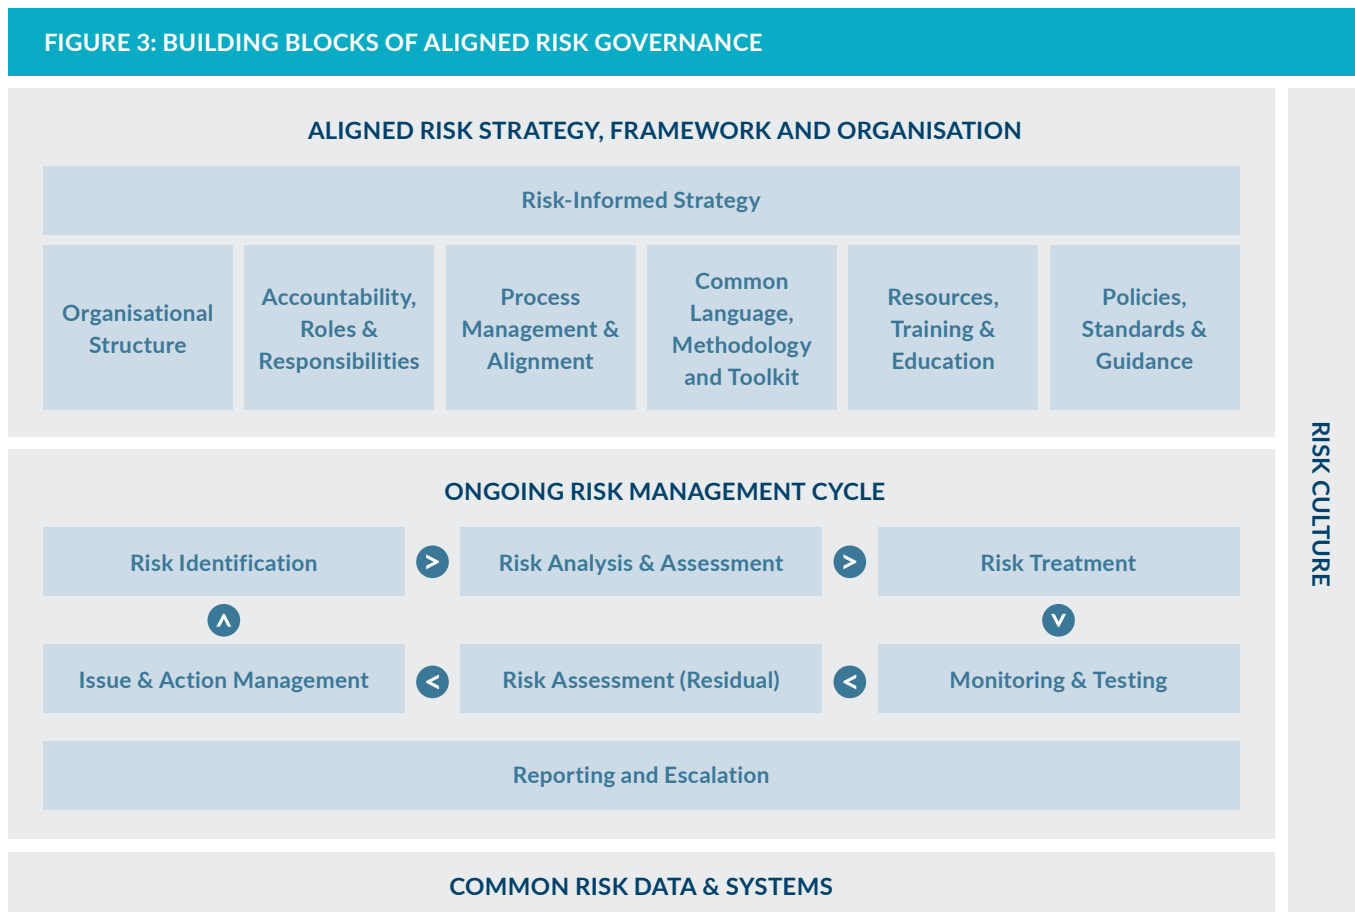 FIGURE 3: BUILDING BLOCKS OF ALIGNED RISK GOVERNANCE
ALIGNED RISK STRATEGY, FRAMEWORK AND ORGANISATION
Risk-Informed Strategy
Organisational
Structure
Accountability,
Roles &
Responsibilities
Process
Management &
Alignment
Common
Language,
Methodology
and Toolkit
Resources,
Training &
Education
Policies,
Standards &
Guidance
ONGOING RISK MANAGEMENT CYCLE
Risk Identification
>
Risk Analysis & Assessment
>
Risk Treatment
Issue & Action Management
<
Risk Assessment (Residual)
<
Monitoring & Testing
Reporting and Escalation
COMMON RISK DATA & SYSTEMS
RISK CULTURE